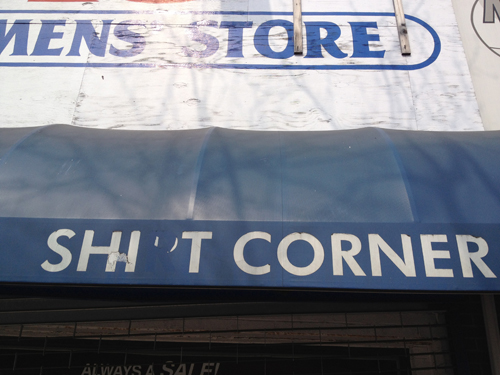 MENS STORE
SHI'T CORNER
ALWAYS A SALE!